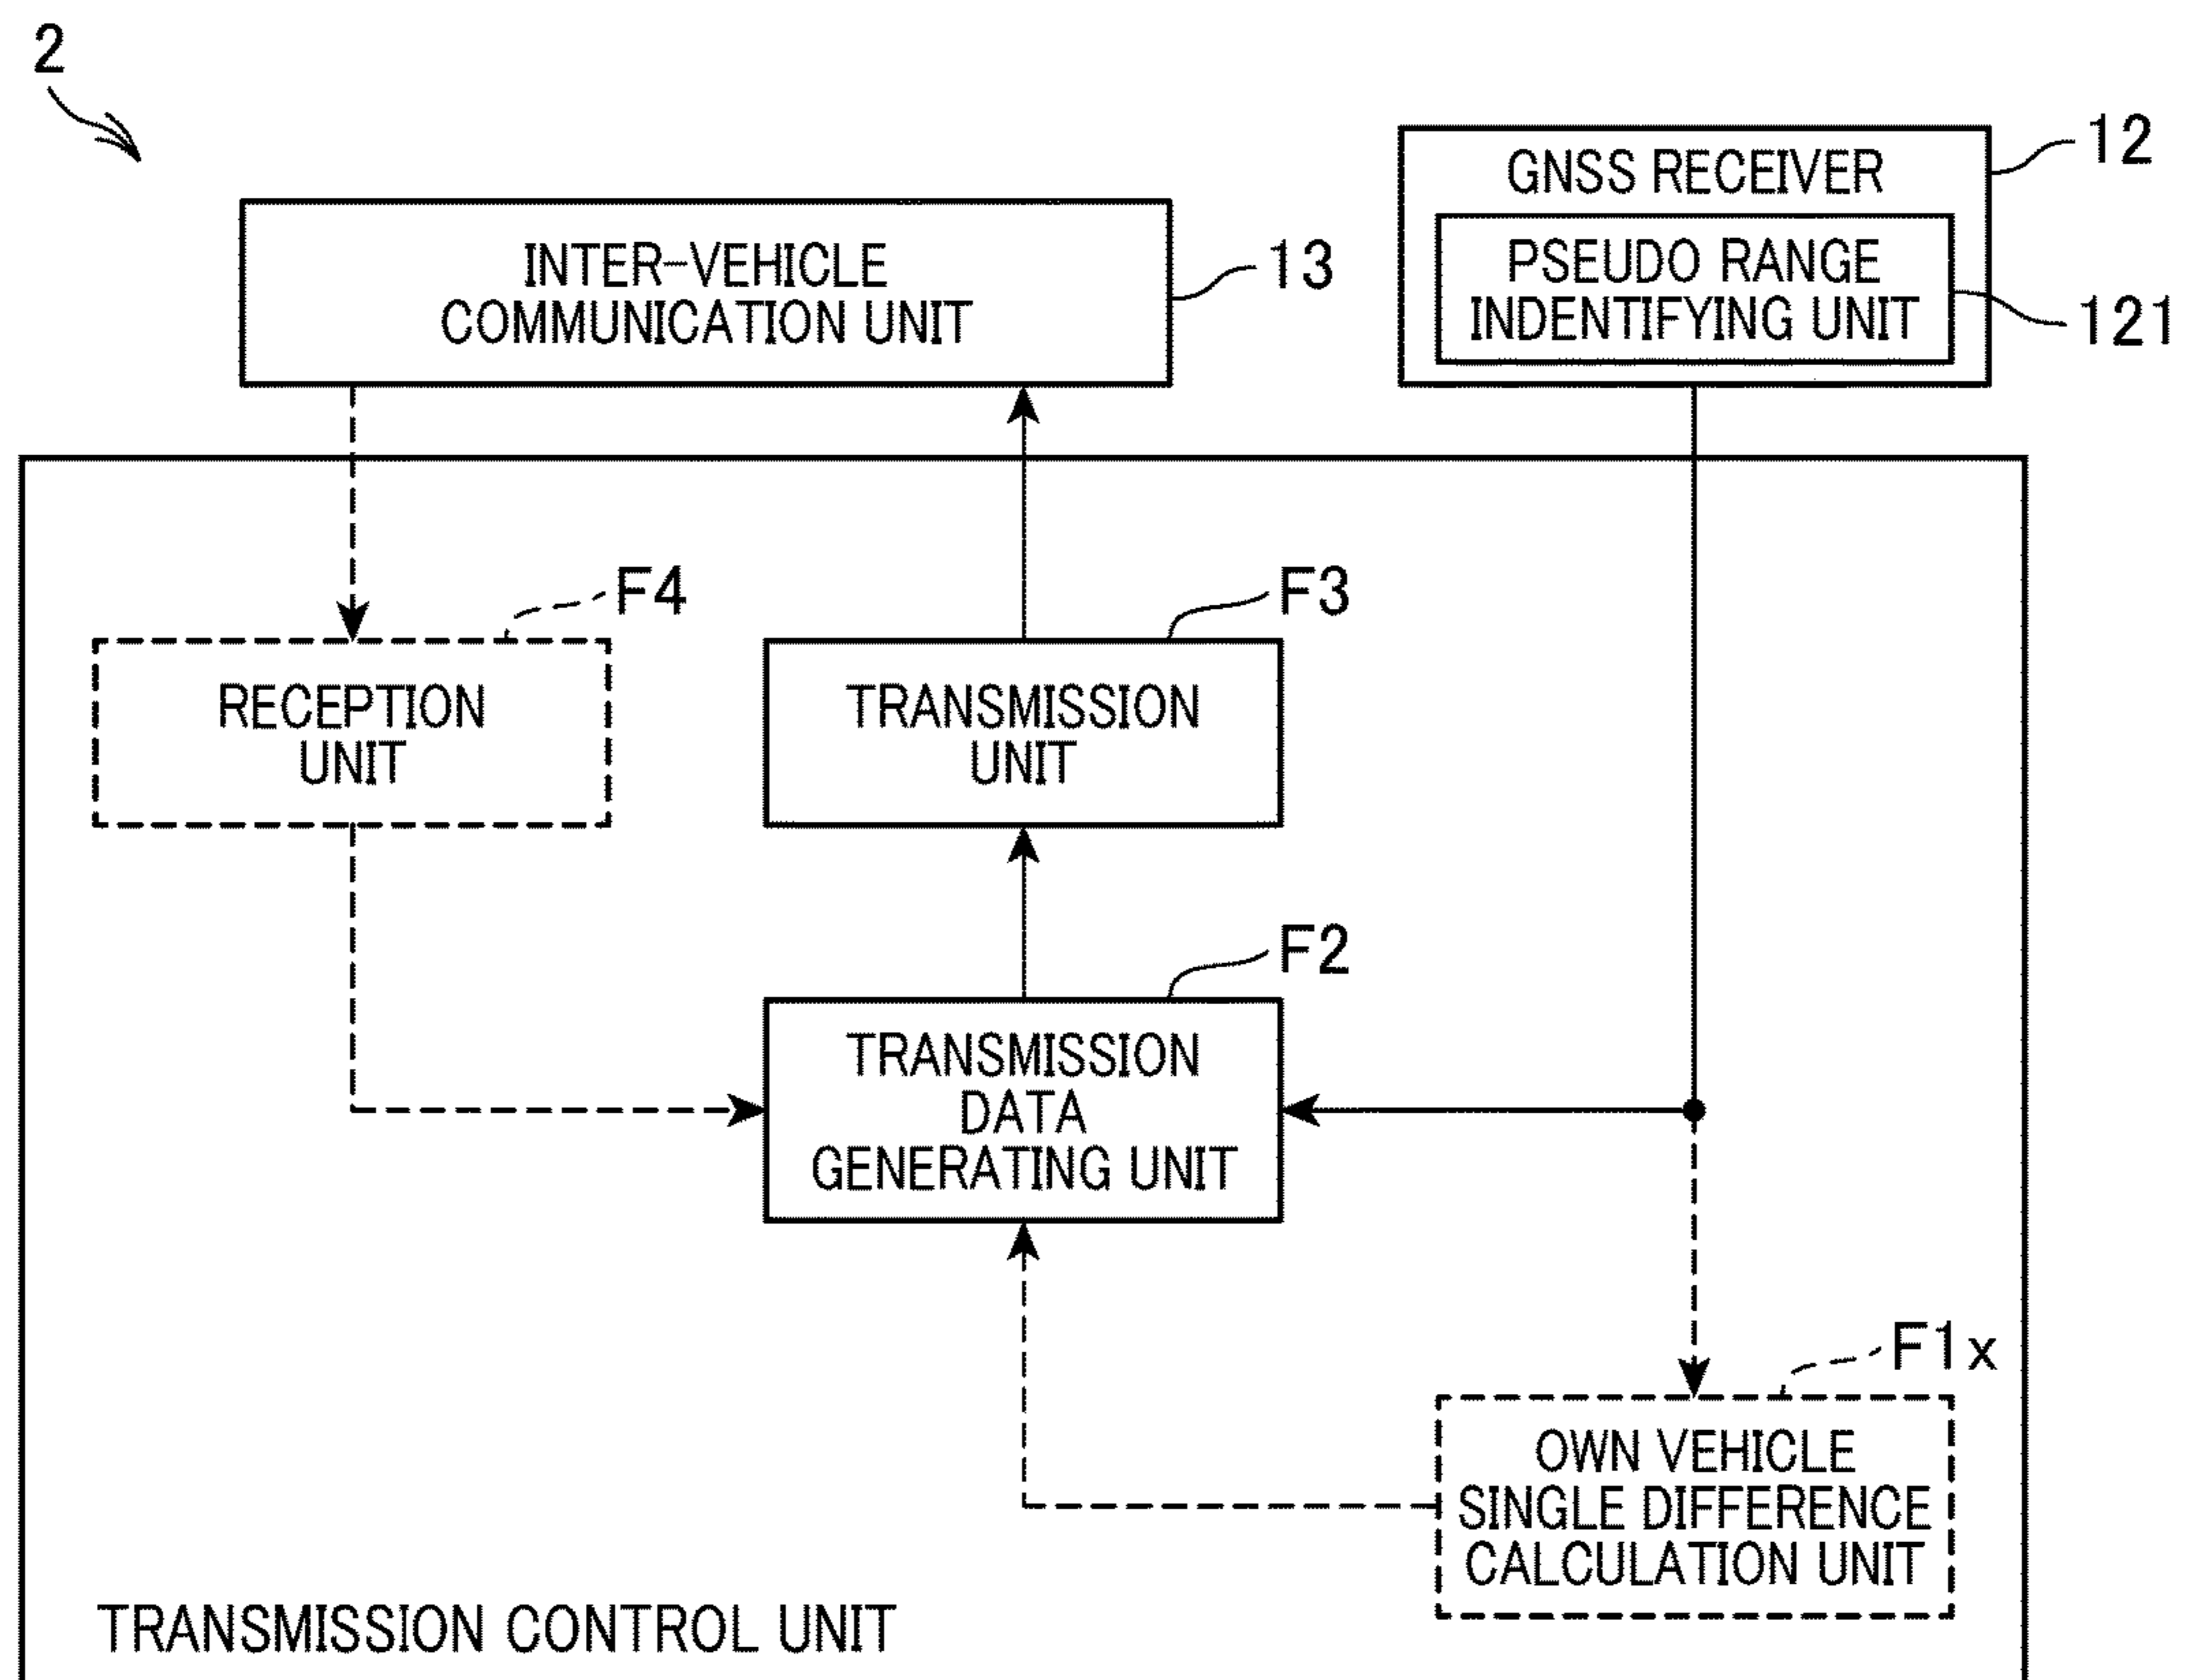 2
12
GNSS RECEIVER
PSEUDO RANGE
INDENTIFYING UNIT
121
INTER-VEHICLE
COMMUNICATION UNIT
13
F4
F3
RECEPTION
UNIT
TRANSMISSION
UNIT
F2
TRANSMISSION
DATA
GENERATING UNIT
F1x
OWN VEHICLE
SINGLE DIFFERENCE
CALCULATION UNIT
TRANSMISSION CONTROL UNIT